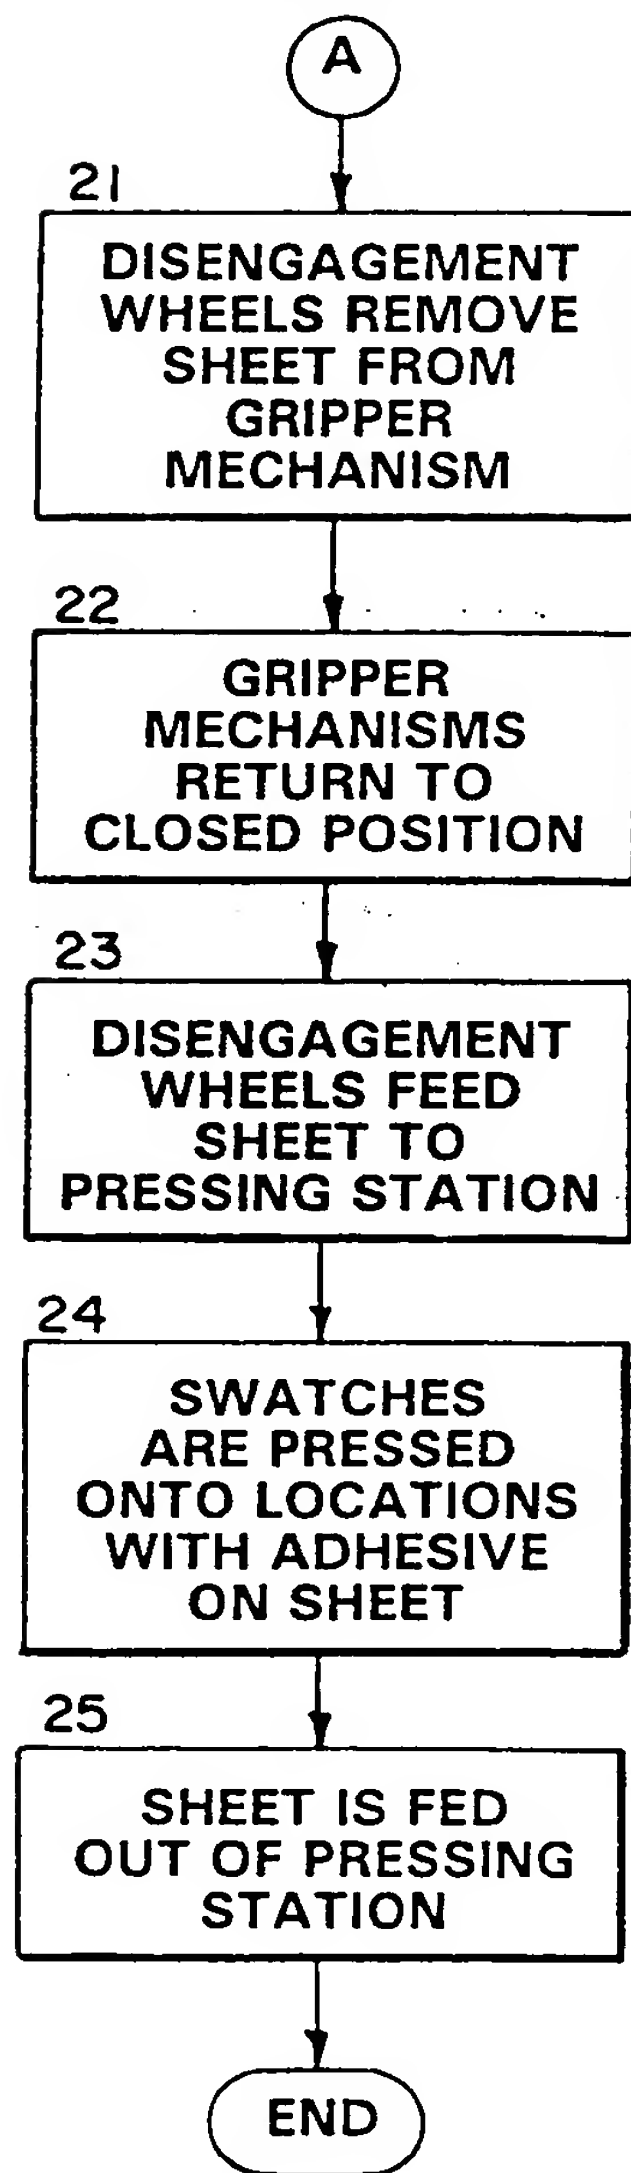 A
21
DISENGAGEMENT
WHEELS REMOVE
SHEET FROM
GRIPPER
MECHANISM
22
GRIPPER
MECHANISMS
RETURN TO
CLOSED POSITION
23
DISENGAGEMENT
WHEELS FEED
SHEET TO
PRESSING STATION
24
SWATCHES
ARE PRESSED
ONTO LOCATIONS
WITH ADHESIVE
ON SHEET
25
SHEET IS FED
OUT OF PRESSING
STATION
END